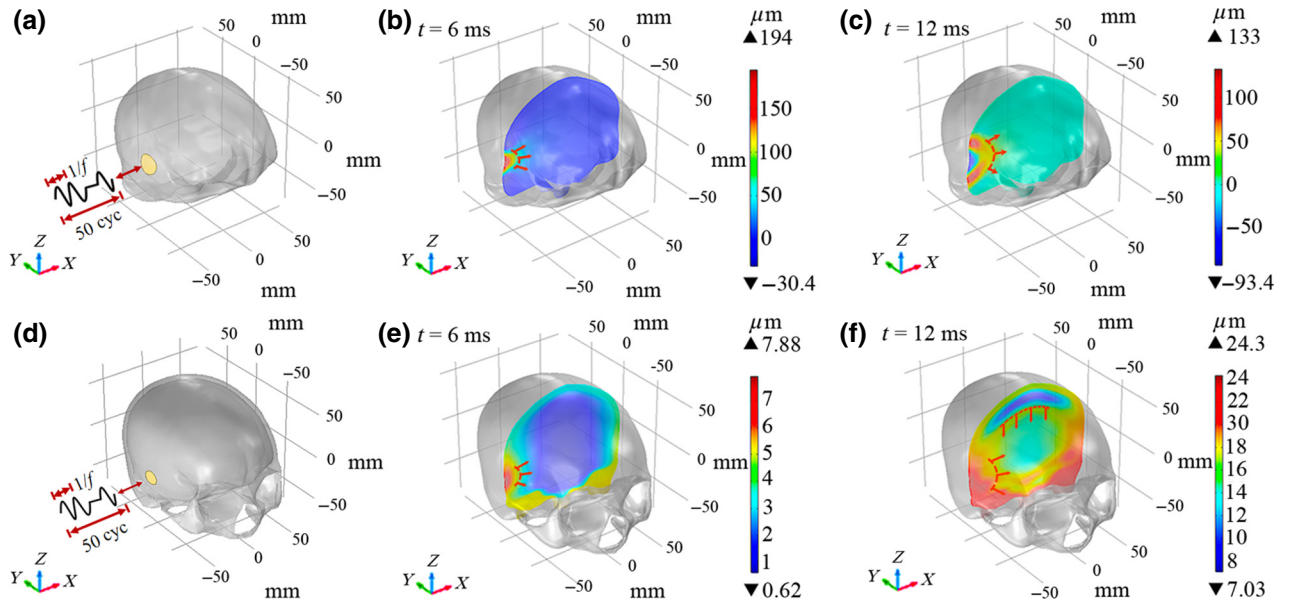 (a)
mm
50
0
−50
50
0
mm
−50
50
0
−50
mm
1/f
50 cyc
Z
Y
X
(b)
t = 6 ms
mm
50
0
−50
50
0
mm
−50
50
0
−50
mm
Z
Y
X
μm
▲194
150
100
50
0
▼−30.4
(c)
t = 12 ms
mm
50
0
−50
50
0
mm
−50
50
0
−50
mm
Z
Y
X
μm
▲ 133
100
50
0
−50
▼−93.4
(d)
mm
50
0
−50
50
0
mm
−50
50
0
−50
mm
1/f
50 cyc
Z
Y
X
(e)
t = 6 ms
mm
50
0
−50
50
0
mm
−50
50
0
−50
mm
Z
Y
X
μm
▲ 7.88
7
6
5
4
3
2
1
▼ 0.62
(f)
t = 12 ms
mm
50
0
−50
50
0
mm
−50
50
0
−50
mm
Z
Y
X
μm
▲ 24.3
24
22
30
18
16
14
12
10
8
▼ 7.03